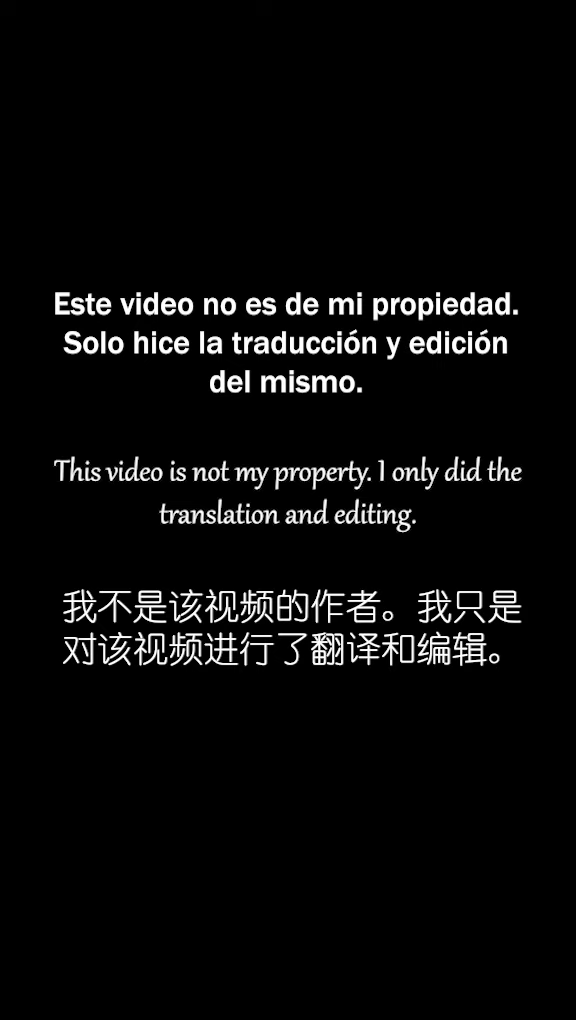 Este video no es de mi propiedad.
Solo hice la traducción y edición
del mismo.
This video is not my property. I only did the
translation and editing.
我不是该视频的作者。我只是
对该视频进行了翻译和编辑。